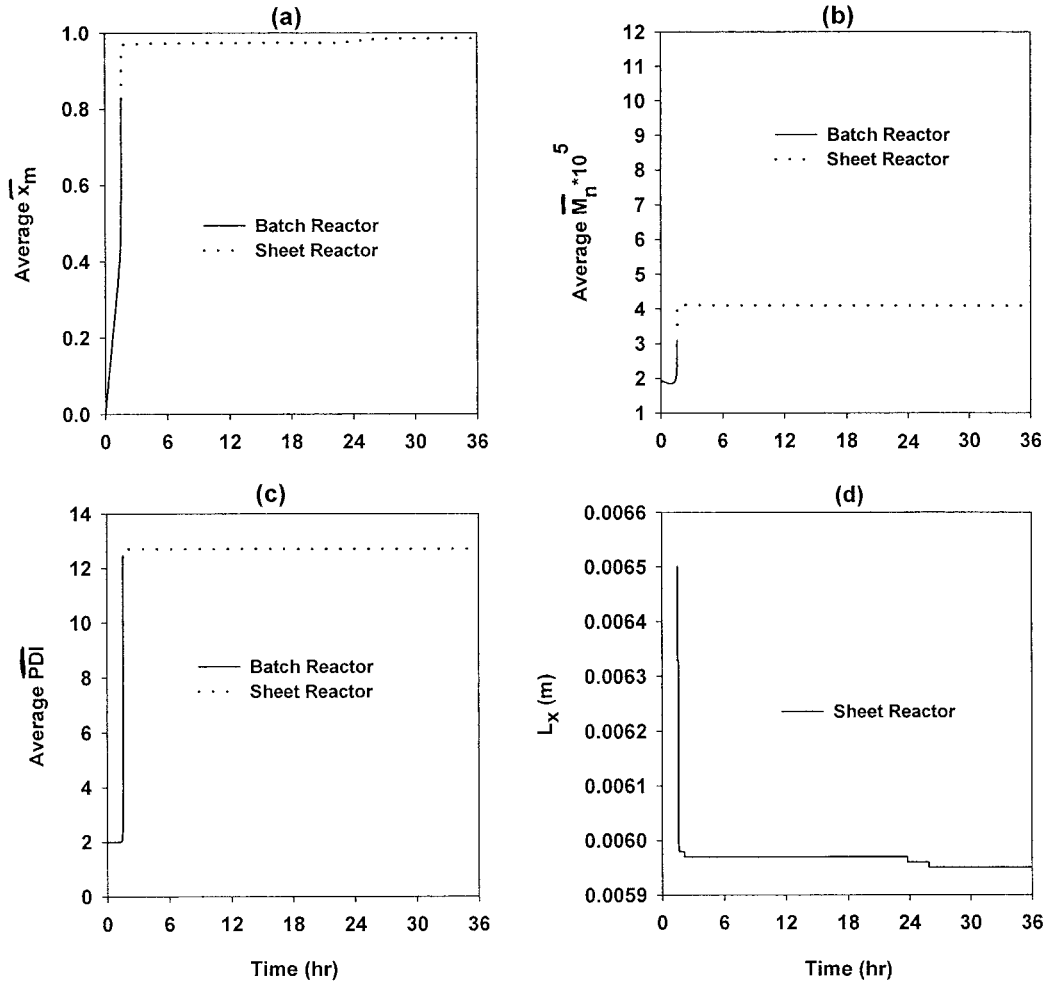 (a)
1.0
0.8
0.6
0.4
0.2
0.0
Average x̄m
Batch Reactor
Sheet Reactor
0 6 12 18 24 30 36
(b)
12
11
10
9
8
7
6
5
4
3
2
1
Average M̄n*10^5
Batch Reactor
Sheet Reactor
0 6 12 18 24 30 36
(c)
14
12
10
8
6
4
2
0
Average PDI
Batch Reactor
Sheet Reactor
0 6 12 18 24 30 36
Time (hr)
(d)
0.0066
0.0065
0.0064
0.0063
0.0062
0.0061
0.0060
0.0059
Lx (m)
Sheet Reactor
0 6 12 18 24 30 36
Time (hr)